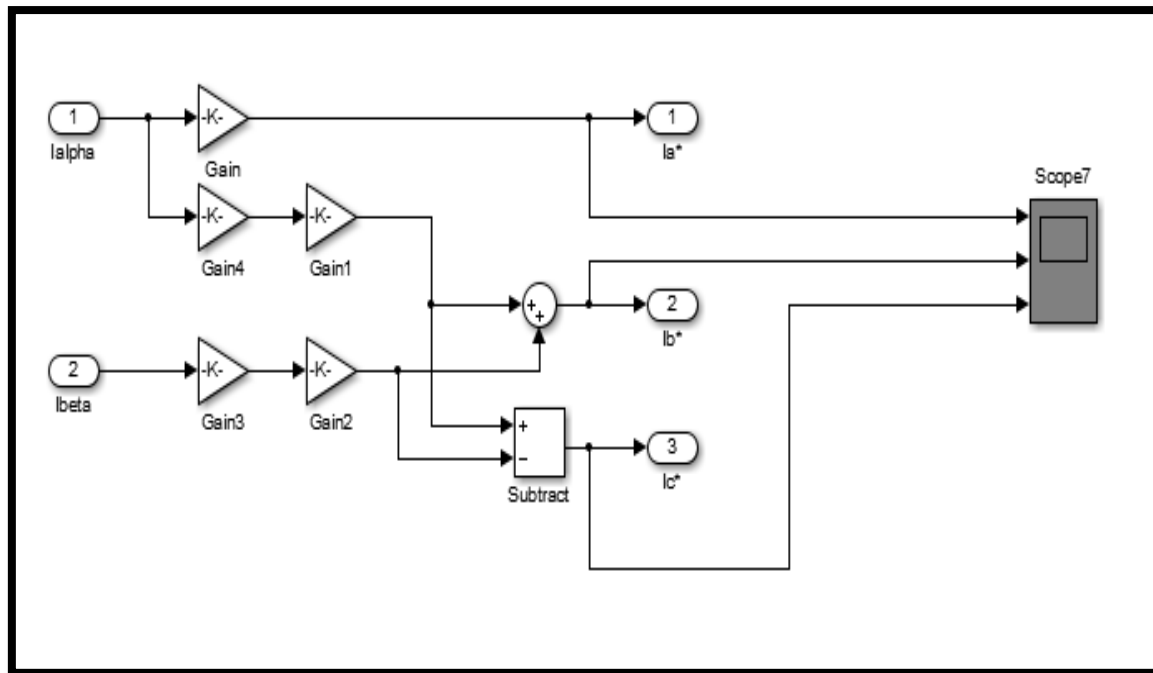 1
Ialpha
-K-
Gain
1
Ia*
Scope7
-K-
Gain4
-K-
Gain1
+
+
2
Ib*
2
Ibeta
-K-
Gain3
-K-
Gain2
+
−
Subtract
3
Ic*